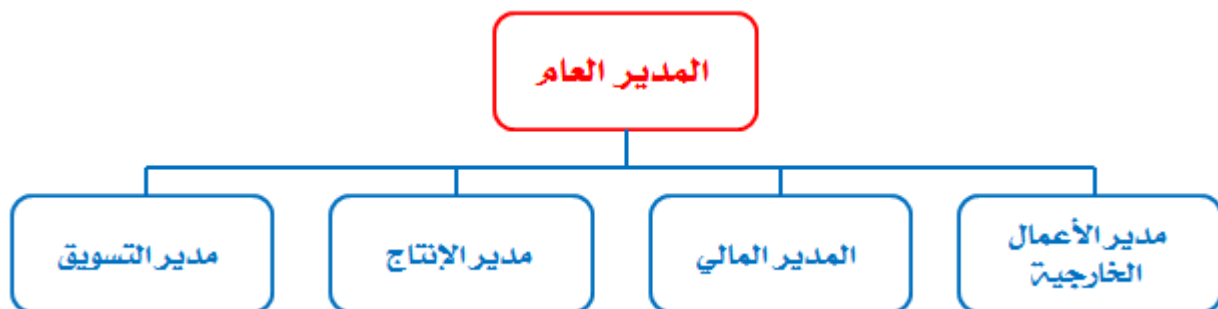 المدير العام
مدير الأعمال
الخارجية
المدير المالي
مدير الإنتاج
مدير التسويق